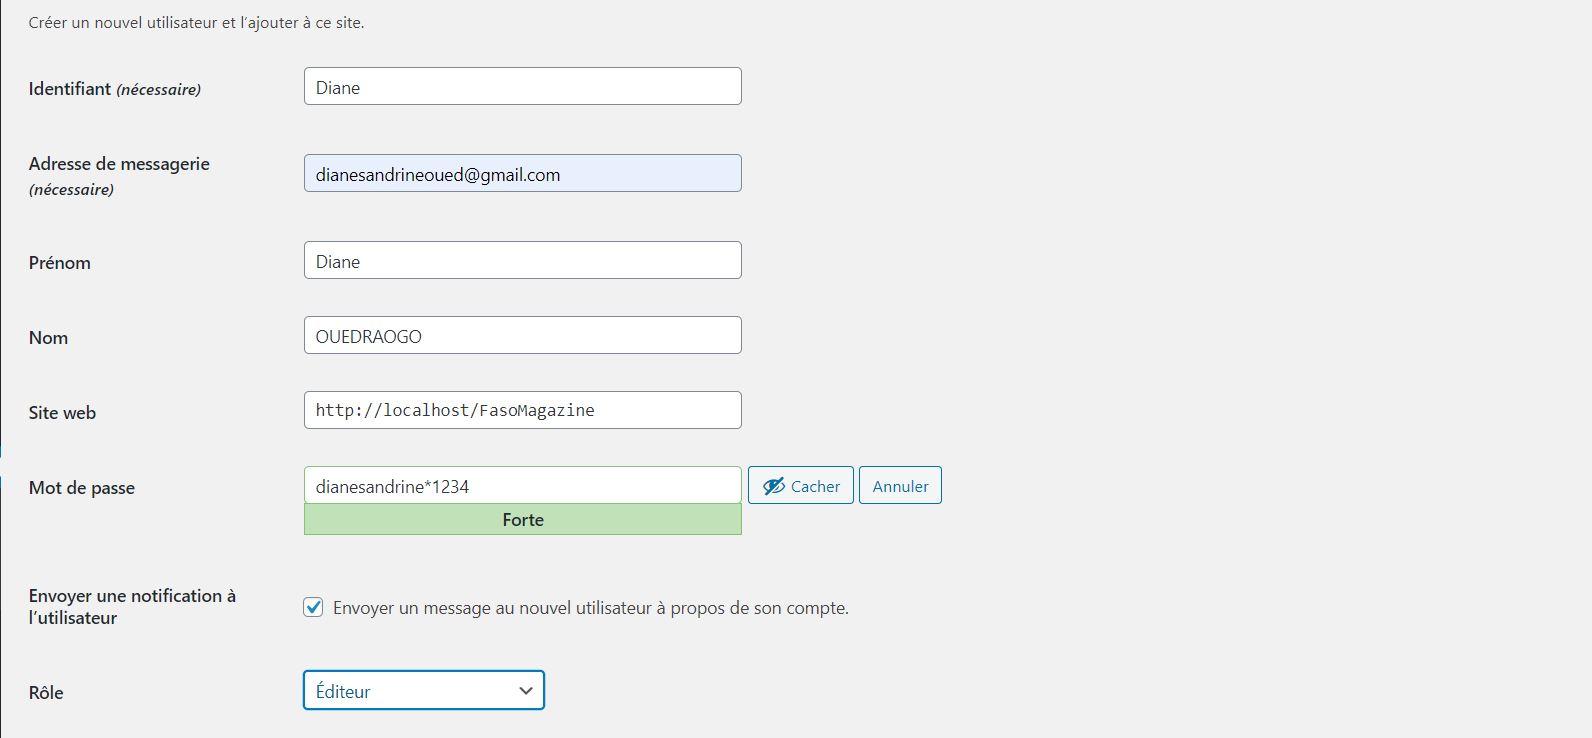 Créer un nouvel utilisateur et l’ajouter à ce site.
Identifiant (nécessaire)
Diane
Adresse de messagerie
(nécessaire)
dianesandrineoued@gmail.com
Prénom
Diane
Nom
OUEDRAOGO
Site web
http://localhost/FasoMagazine
Mot de passe
dianesandrine*1234
Cacher
Annuler
Forte
Envoyer une notification à
l’utilisateur
Envoyer un message au nouvel utilisateur à propos de son compte.
Rôle
Éditeur